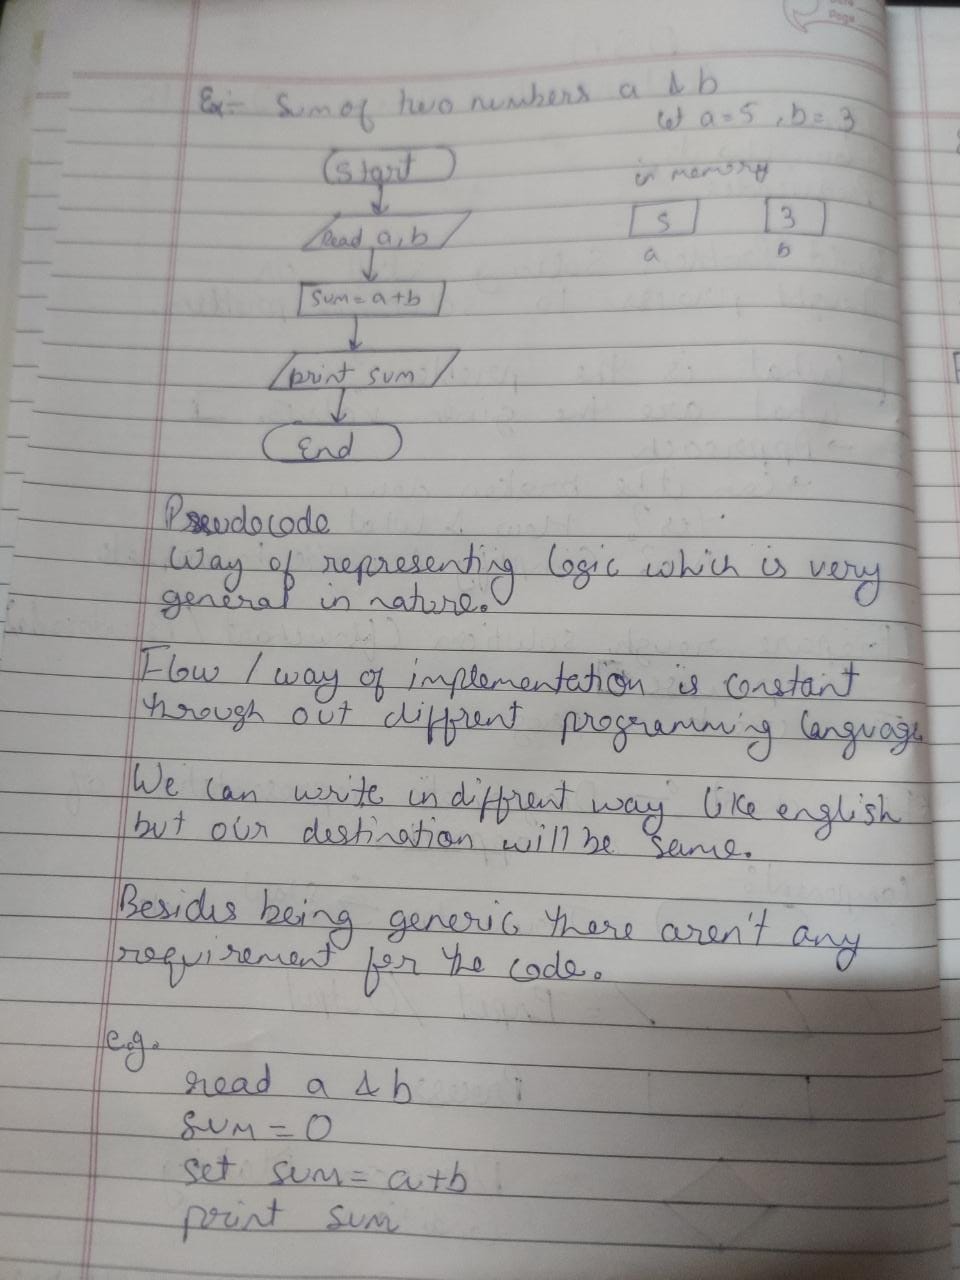 Page
Ex:- Sum of two numbers a & b
let a=5, b=3
Start
in memory
Read a,b
5
3
a
b
Sum=a+b
print sum
End
Pseudocode
Way of representing logic which is very
general in nature.
Flow / way of implementation is constant
through out diffrent programming language
We can write in diffrent way like english
but our destination will be same.
Besides being generic there aren't any
requirement for the code.
e.g.
read a & b
sum=0
set sum=a+b
print sum